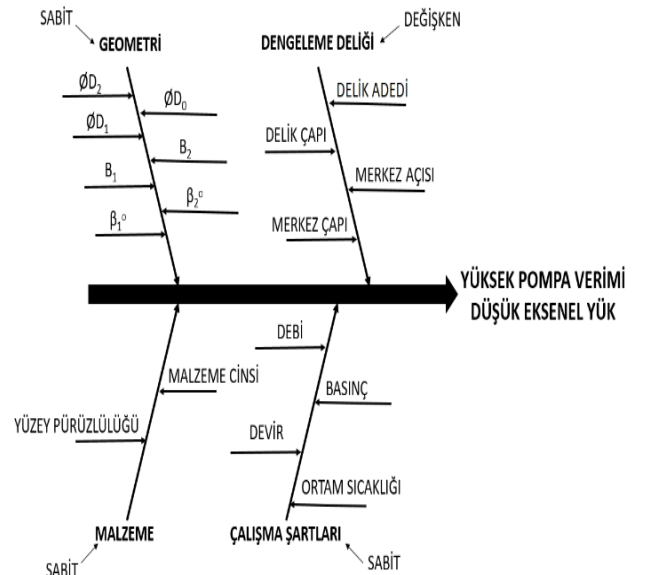 SABİT
GEOMETRİ
ØD₂
ØD₀
ØD₁
B₂
B₁
β₂°
β₁°
DEĞİŞKEN
DENGELEME DELİĞİ
DELİK ADEDİ
DELİK ÇAPI
MERKEZ AÇISI
MERKEZ ÇAPI
YÜKSEK POMPA VERİMİ
DÜŞÜK EKSENEL YÜK
MALZEME CİNSİ
YÜZEY PÜRÜZLÜLÜĞÜ
MALZEME
SABİT
DEBİ
BASINÇ
DEVİR
ORTAM SICAKLIĞI
ÇALIŞMA ŞARTLARI
SABİT